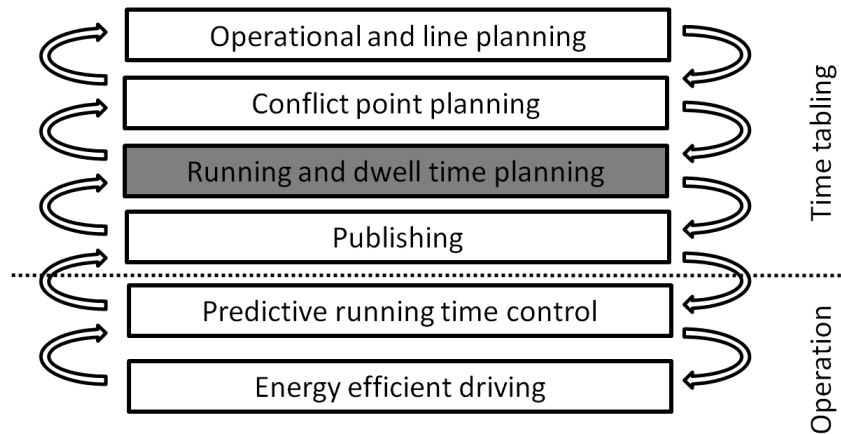 Operational and line planning
Conflict point planning
Running and dwell time planning
Publishing
Predictive running time control
Energy efficient driving
Time tabling
Operation